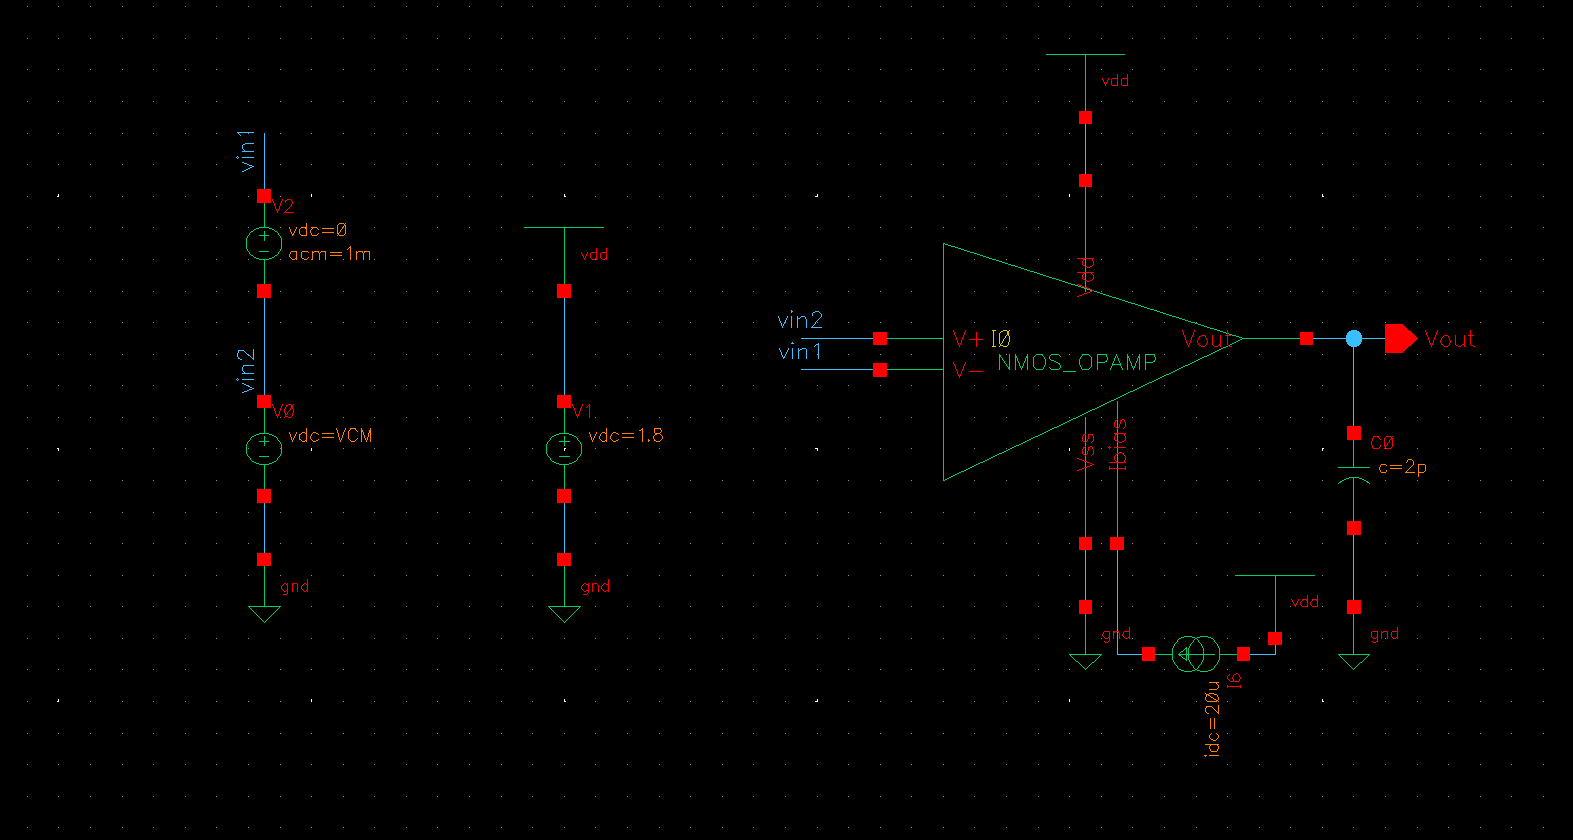 vin1
V2
vdc=0
acm=1m
vin2
V0
vdc=VCM
gnd
vdd
V1
vdc=1.8
gnd
vdd
Vdd
vin2
vin1
V+
I0
V-
NMOS_OPAMP
Vout
Vout
Vss
Ibias
C0
c=2p
vdd
gnd
gnd
I6
idc=20u